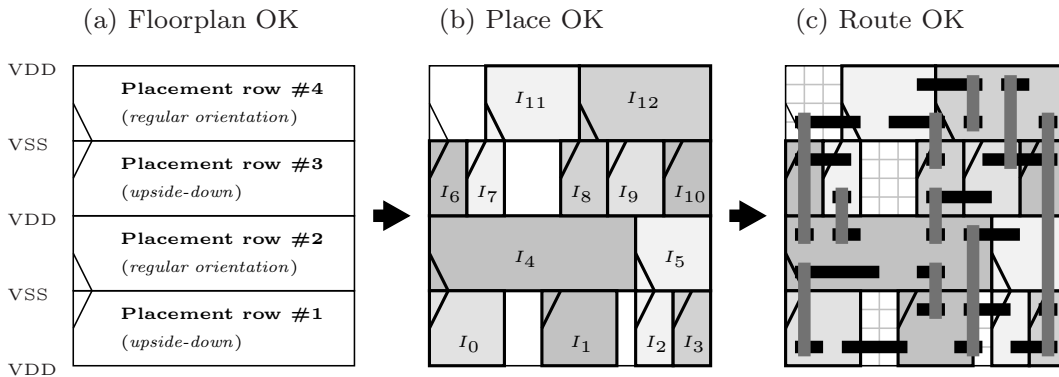 (a) Floorplan OK
(b) Place OK
(c) Route OK
VDD
Placement row #4
(regular orientation)
VSS
Placement row #3
(upside-down)
VDD
Placement row #2
(regular orientation)
VSS
Placement row #1
(upside-down)
VDD
I11 I12
I6 I7 I8 I9 I10
I4 I5
I0 I1 I2 I3